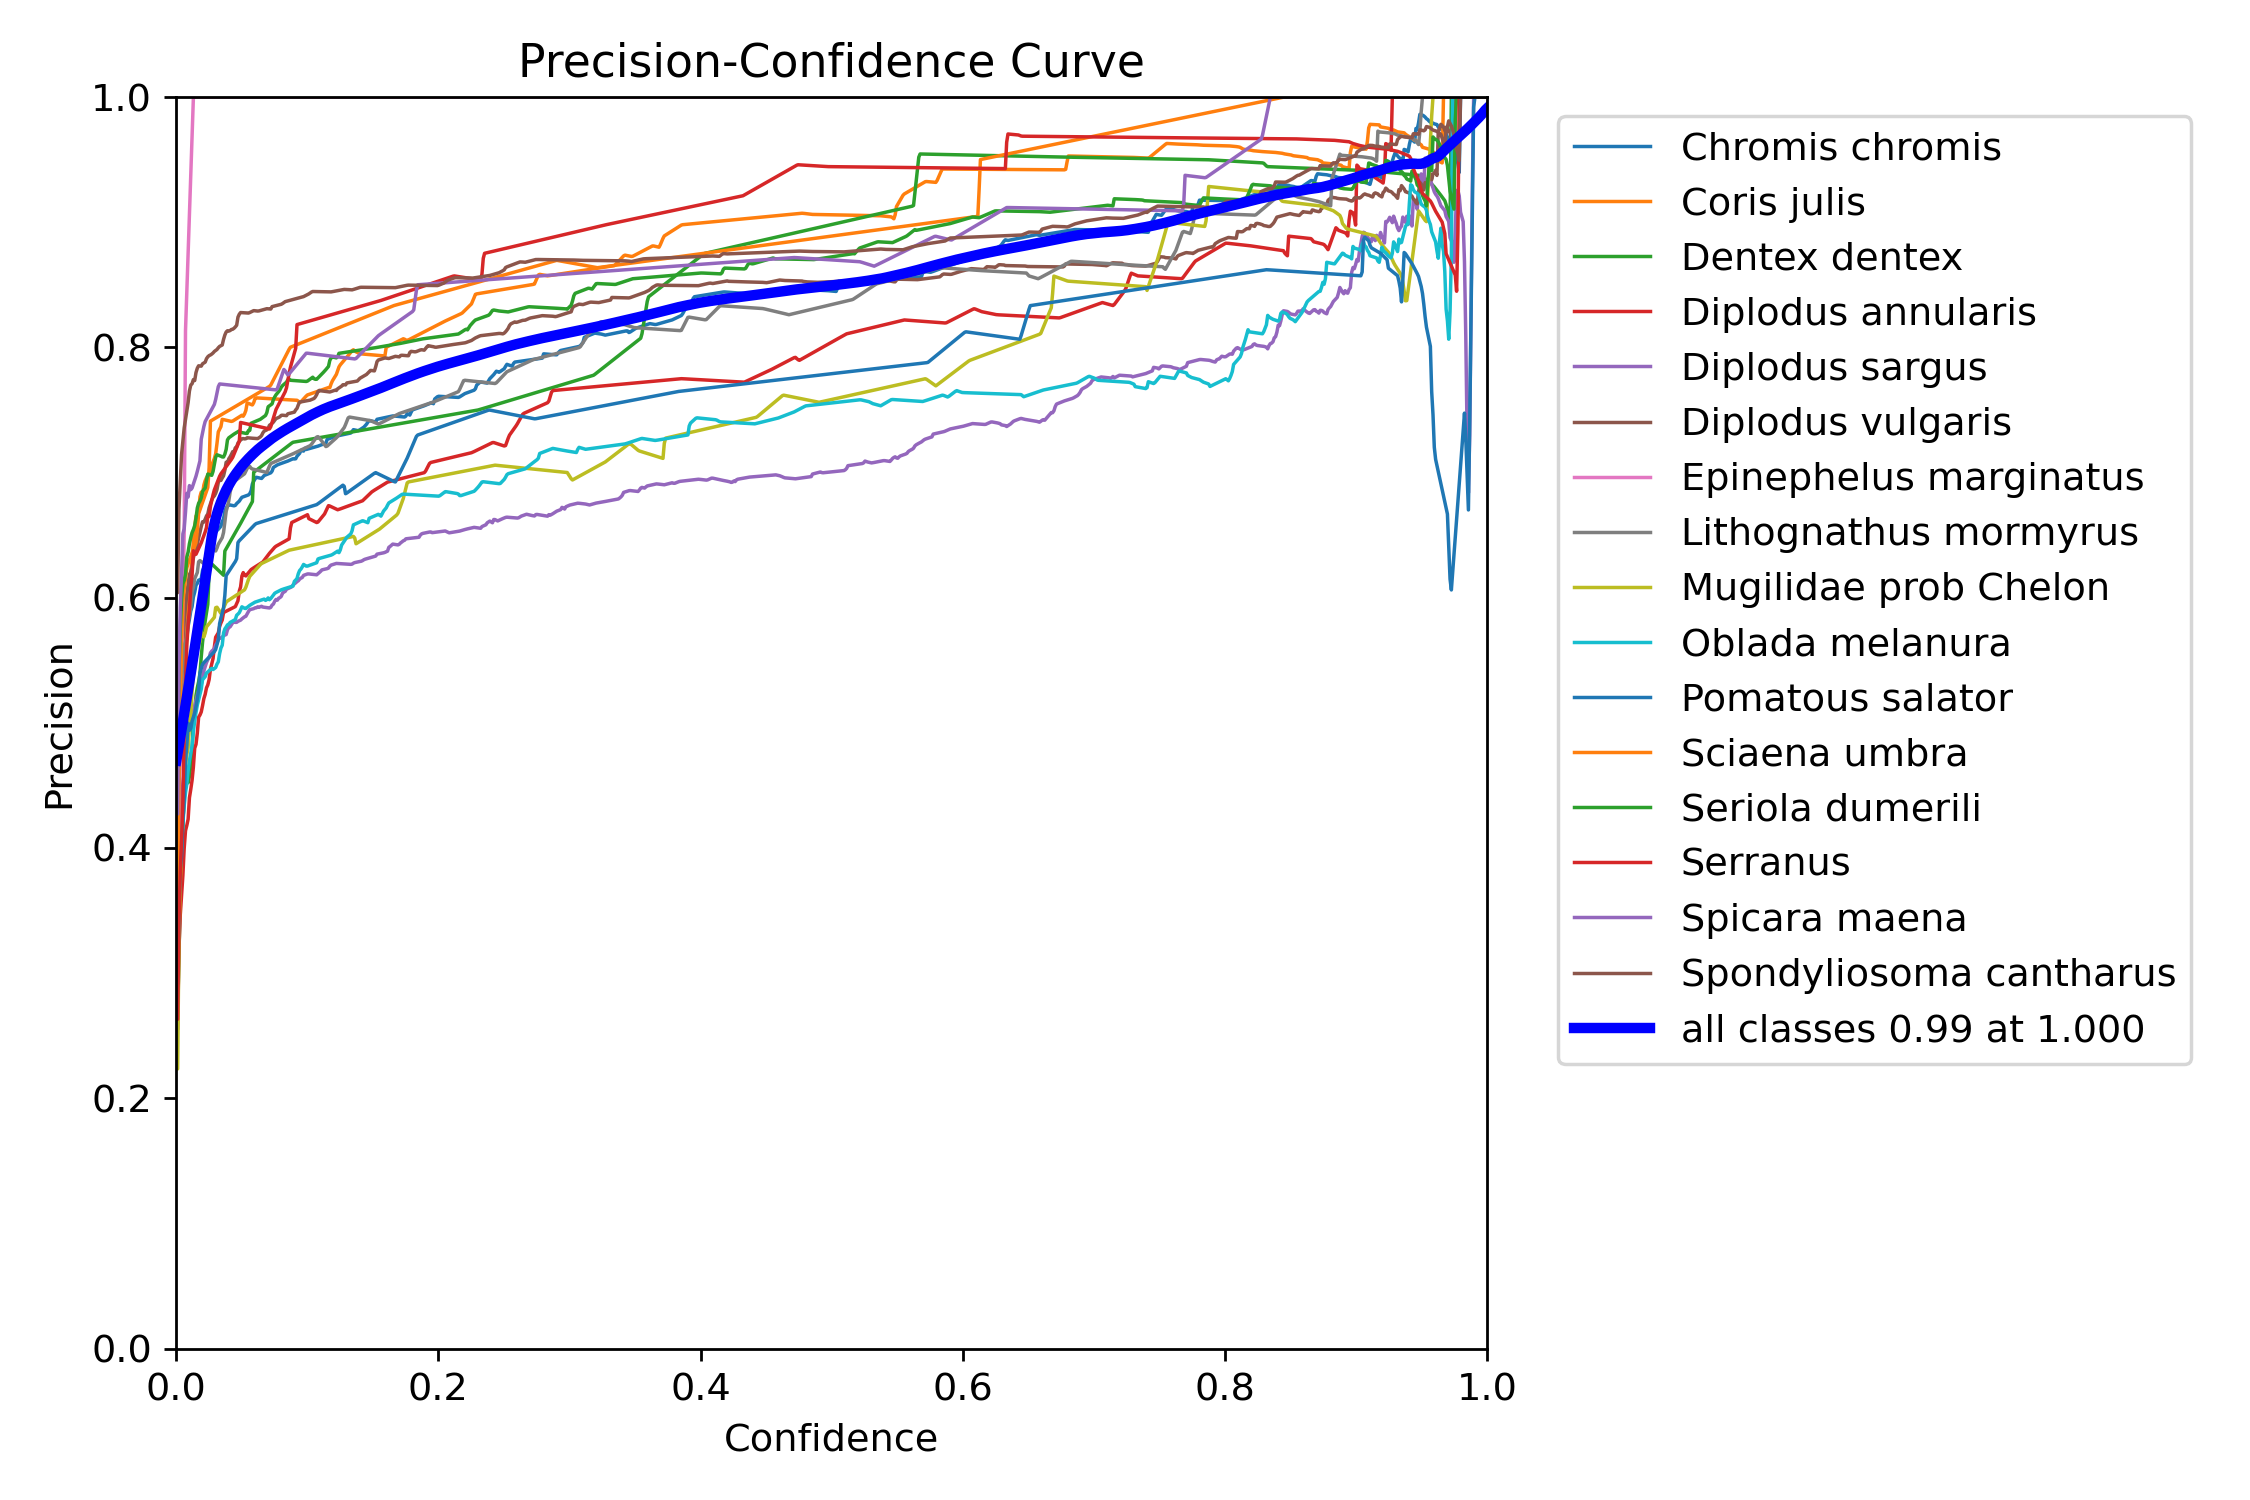 Precision-Confidence Curve
1.0
0.8
0.6
0.4
0.2
0.0
Precision
0.0 0.2 0.4 0.6 0.8 1.0
Confidence
Chromis chromis
Coris julis
Dentex dentex
Diplodus annularis
Diplodus sargus
Diplodus vulgaris
Epinephelus marginatus
Lithognathus mormyrus
Mugilidae prob Chelon
Oblada melanura
Pomatous salator
Sciaena umbra
Seriola dumerili
Serranus
Spicara maena
Spondyliosoma cantharus
all classes 0.99 at 1.000